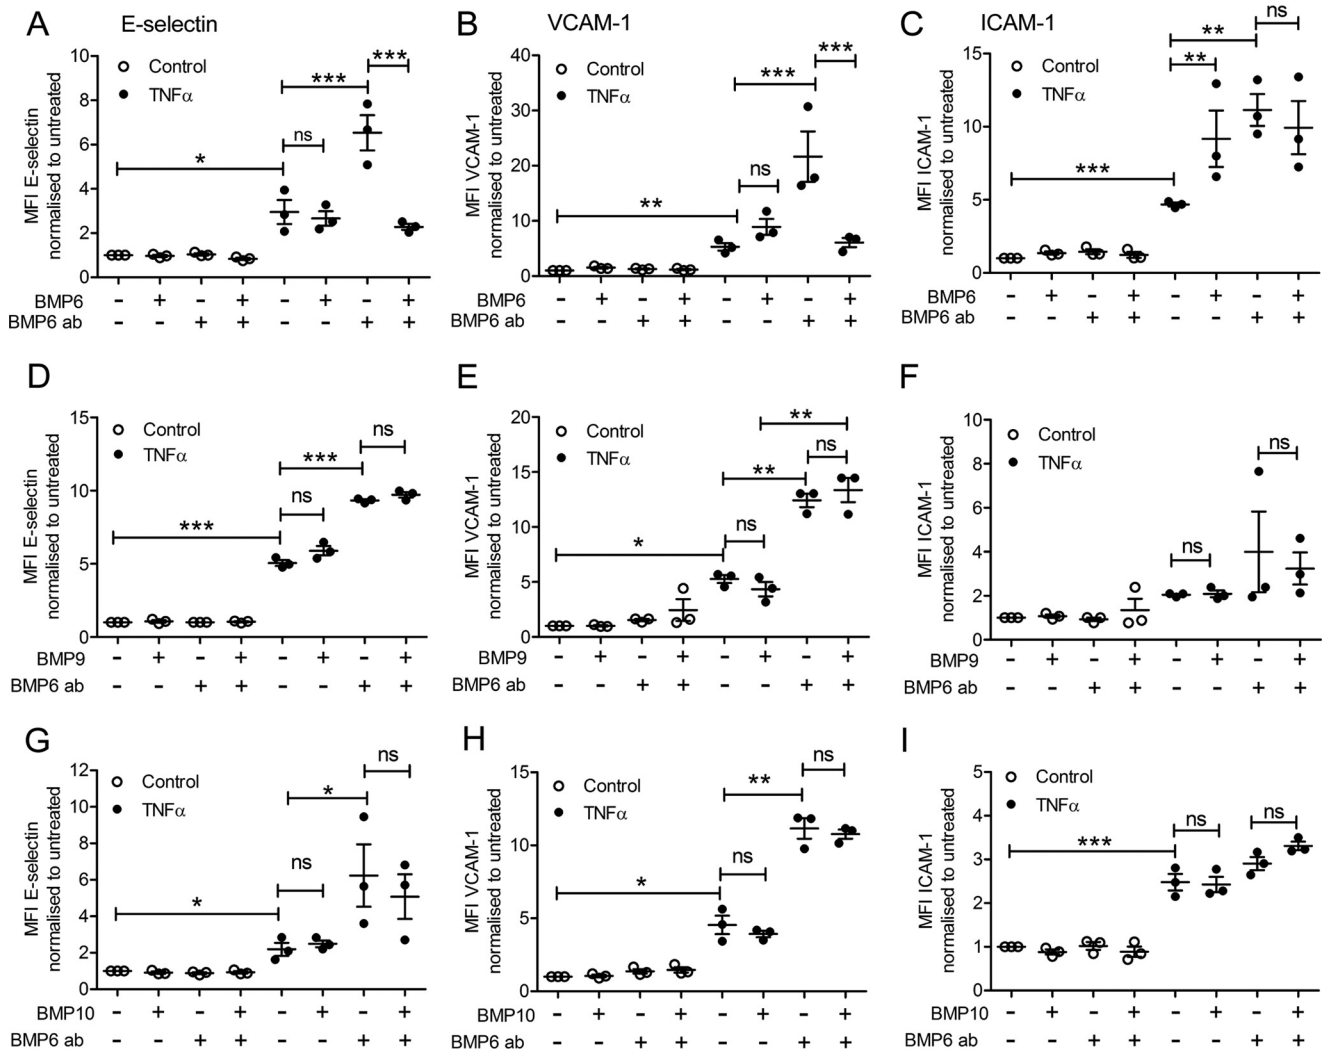 A E-selectin
MFI E-selectin
normalised to untreated
10
8
6
4
2
0
Control
TNFα
*
***
ns
***
BMP6 - + - + - + - +
BMP6 ab - - + + - - + +
B VCAM-1
MFI VCAM-1
normalised to untreated
40
30
20
10
0
Control
TNFα
**
***
ns
***
BMP6 - + - + - + - +
BMP6 ab - - + + - - + +
C ICAM-1
MFI ICAM-1
normalised to untreated
15
10
5
0
Control
TNFα
***
**
**
ns
BMP6 - + - + - + - +
BMP6 ab - - + + - - + +
D
MFI E-selectin
normalised to untreated
15
10
5
0
Control
TNFα
***
***
ns
ns
BMP9 - + - + - + - +
BMP6 ab - - + + - - + +
E
MFI VCAM-1
normalised to untreated
20
15
10
5
0
Control
TNFα
*
**
**
ns
ns
BMP9 - + - + - + - +
BMP6 ab - - + + - - + +
F
MFI ICAM-1
normalised to untreated
10
8
6
4
2
0
Control
TNFα
ns
ns
BMP9 - + - + - + - +
BMP6 ab - - + + - - + +
G
MFI E-selectin
normalised to untreated
12
10
8
6
4
2
0
Control
TNFα
*
*
ns
ns
BMP10 - + - + - + - +
BMP6 ab - - + + - - + +
H
MFI VCAM-1
normalised to untreated
15
10
5
0
Control
TNFα
*
**
ns
ns
BMP10 - + - + - + - +
BMP6 ab - - + + - - + +
I
MFI ICAM-1
normalised to untreated
5
4
3
2
1
0
Control
TNFα
***
ns
ns
BMP10 - + - + - + - +
BMP6 ab - - + + - - + +